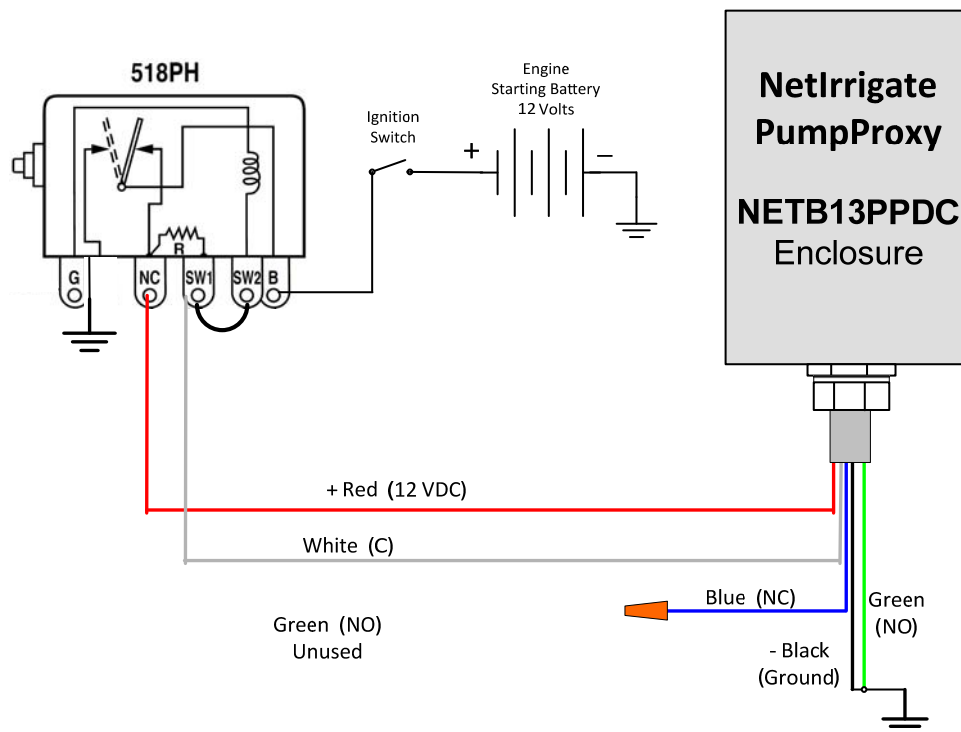 518PH
G
NC
R
SW1
SW2
B
Ignition
Switch
Engine
Starting Battery
12 Volts
+
–
NetIrrigate
PumpProxy
NETB13PPDC
Enclosure
+ Red (12 VDC)
White (C)
Blue (NC)
Green (NO)
Unused
Green
(NO)
- Black
(Ground)